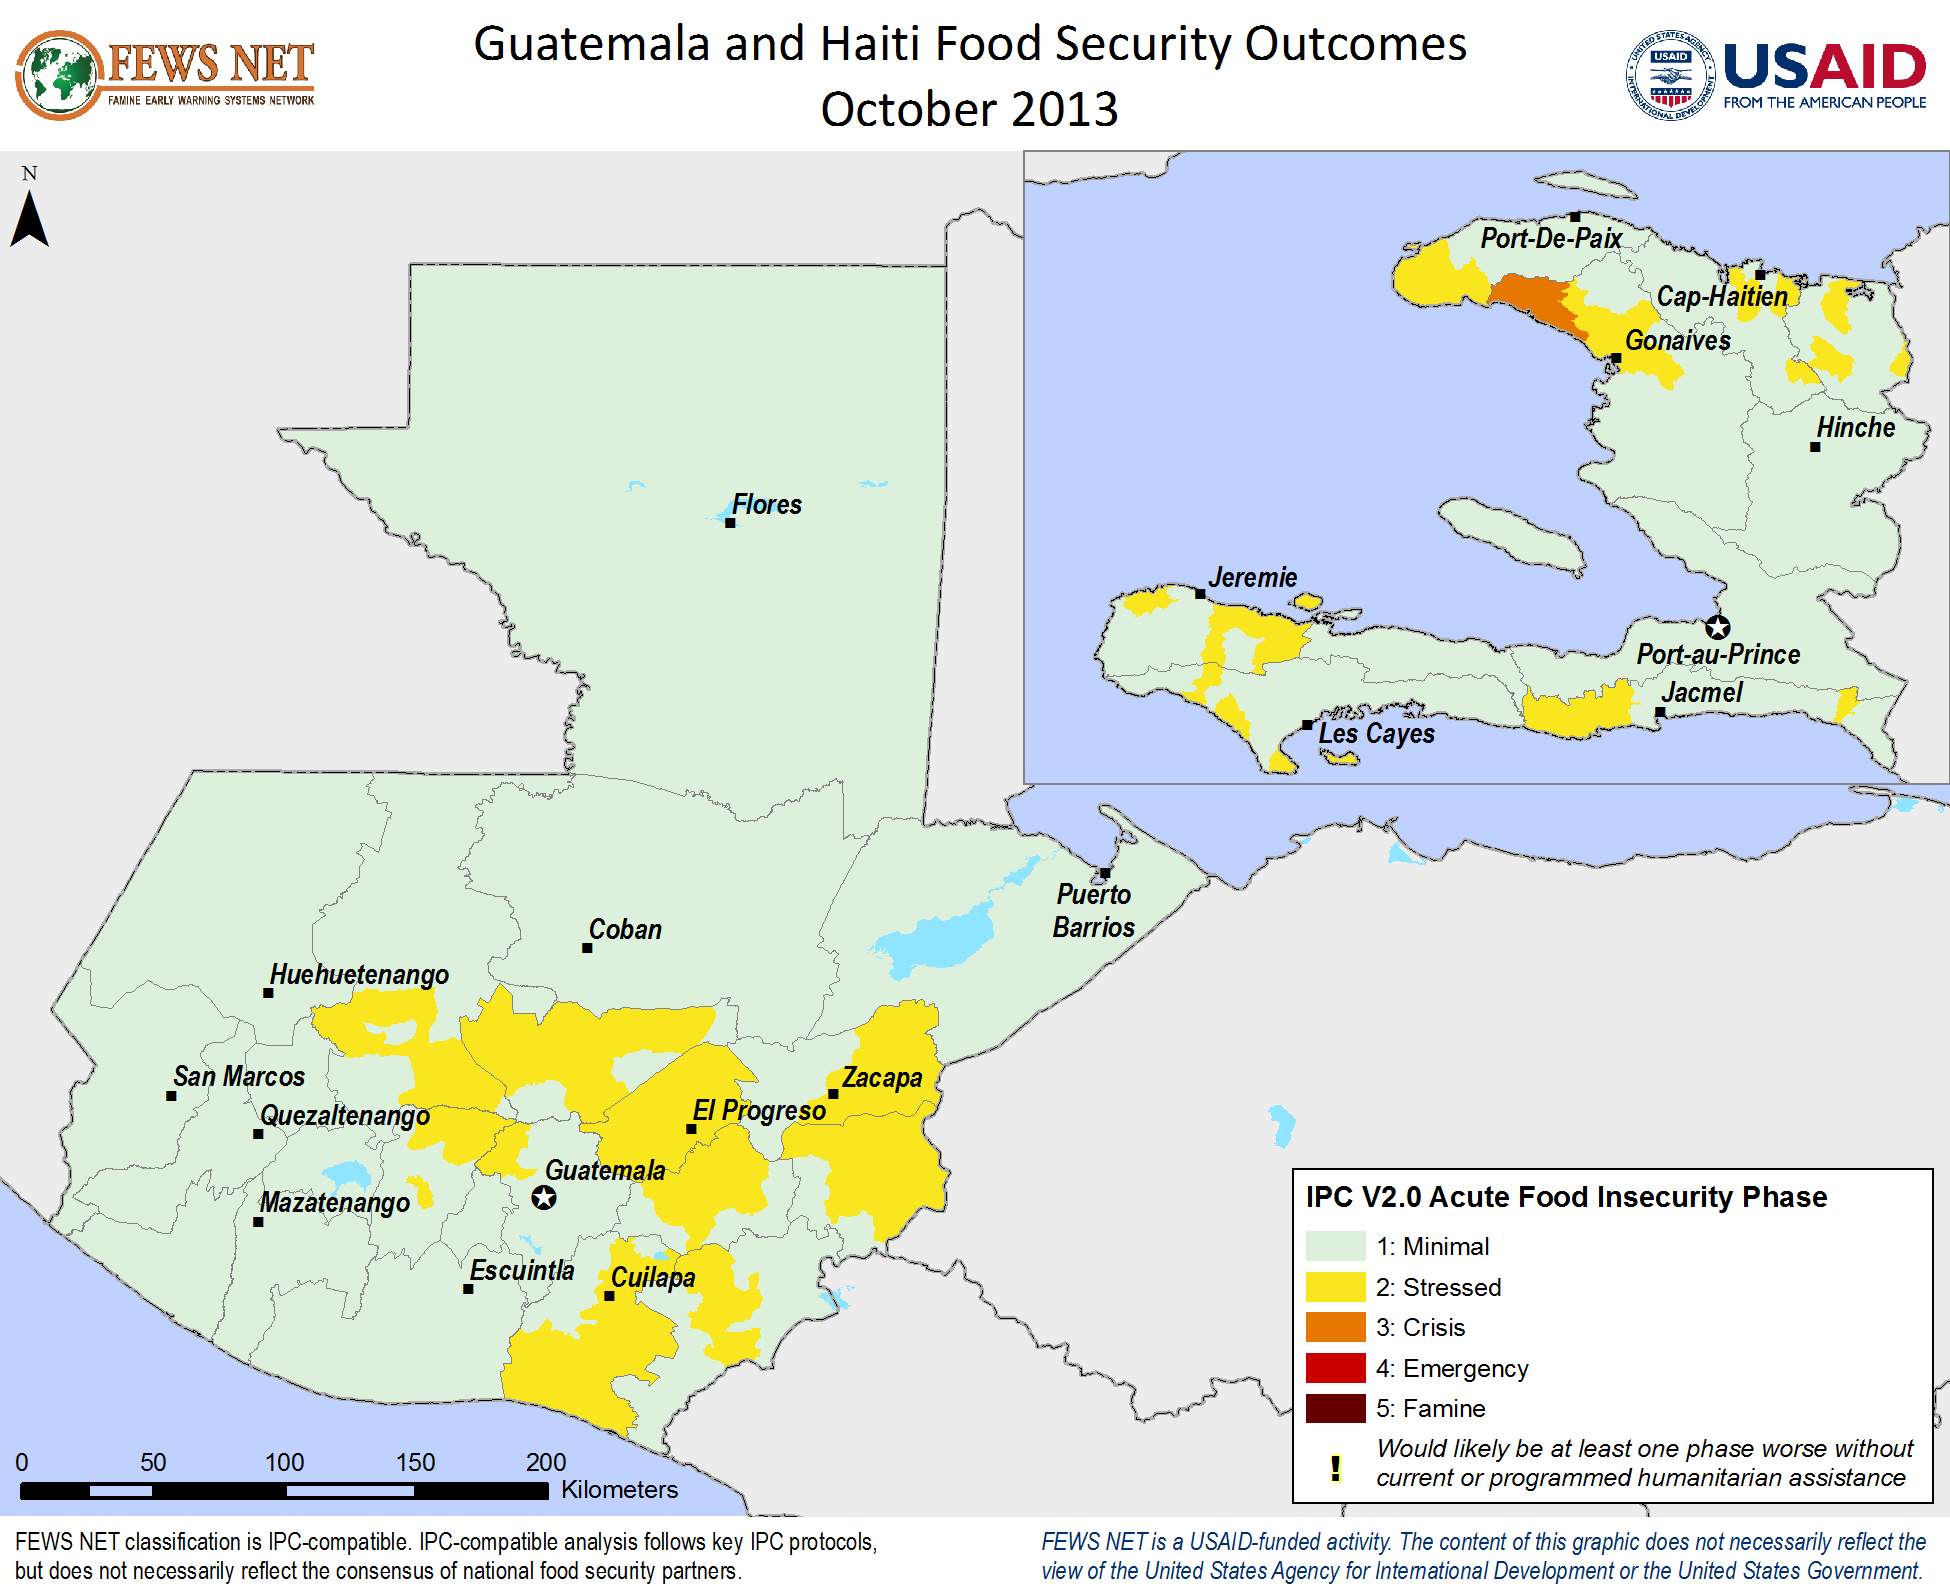 FEWS NET
FAMINE EARLY WARNING SYSTEMS NETWORK
Guatemala and Haiti Food Security Outcomes
October 2013
UNITED STATES AGENCY
USAID
INTERNATIONAL DEVELOPMENT
USAID
FROM THE AMERICAN PEOPLE
N
Port-De-Paix
Cap-Haitien
Gonaives
Hinche
Jeremie
Port-au-Prince
Jacmel
Les Cayes
Flores
Puerto
Barrios
Coban
Huehuetenango
San Marcos
Zacapa
Quezaltenango
El Progreso
Guatemala
Mazatenango
Escuintla
Cuilapa
IPC V2.0 Acute Food Insecurity Phase
1: Minimal
2: Stressed
3: Crisis
4: Emergency
5: Famine
! Would likely be at least one phase worse without
current or programmed humanitarian assistance
0 50 100 150 200
Kilometers
FEWS NET classification is IPC-compatible. IPC-compatible analysis follows key IPC protocols,
but does not necessarily reflect the consensus of national food security partners.
FEWS NET is a USAID-funded activity. The content of this graphic does not necessarily reflect the
view of the United States Agency for International Development or the United States Government.